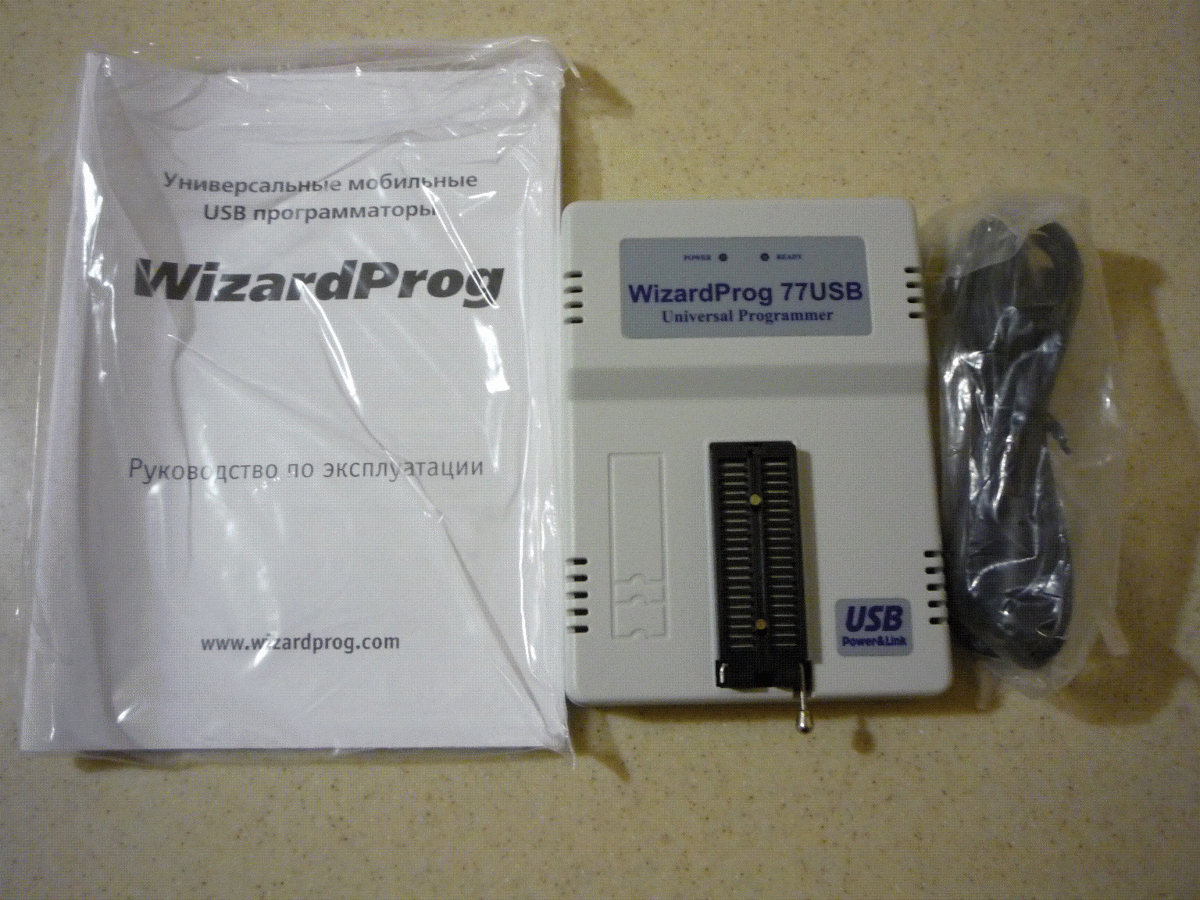 Универсальные мобильные
USB программаторы
WizardProg
Руководство по эксплуатации
www.wizardprog.com
POWER READY
WizardProg 77USB
Universal Programmer
USB
Power&Link